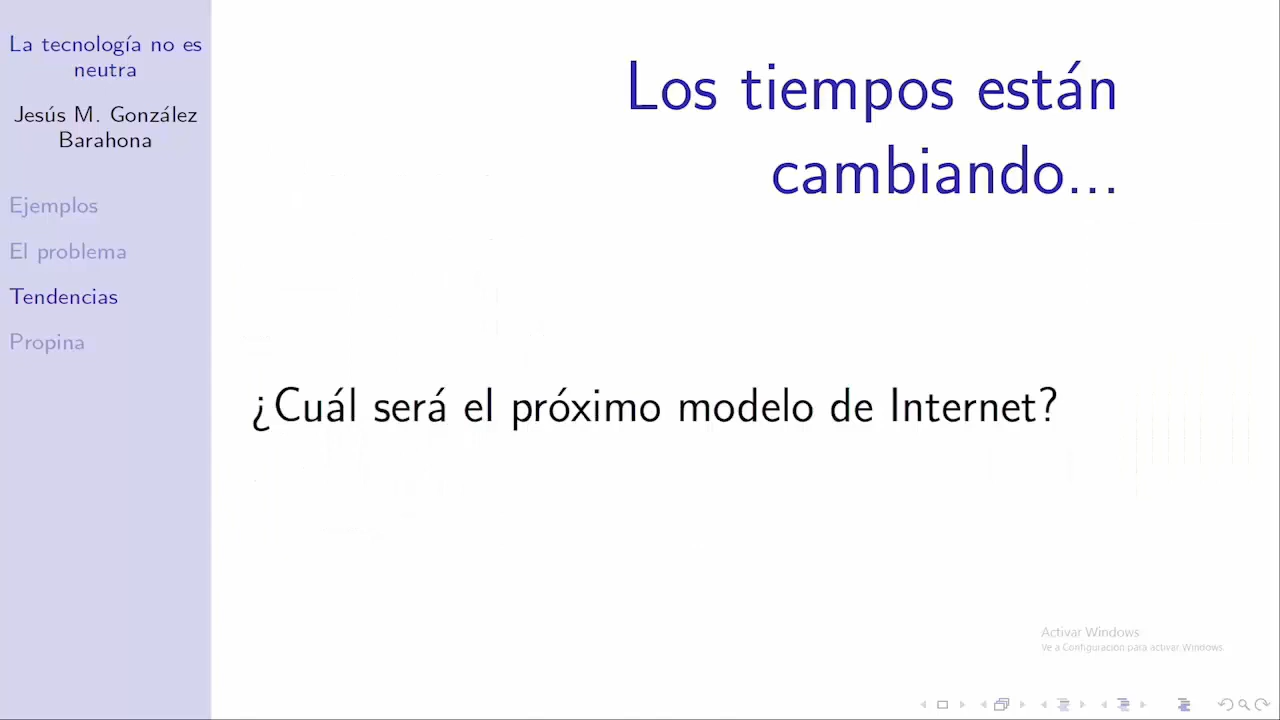 La tecnología no es
neutra
Jesús M. González
Barahona
Ejemplos
El problema
Tendencias
Propina
Los tiempos están
cambiando...
¿Cuál será el próximo modelo de Internet?
Activar Windows
Ve a Configuración para activar Windows.